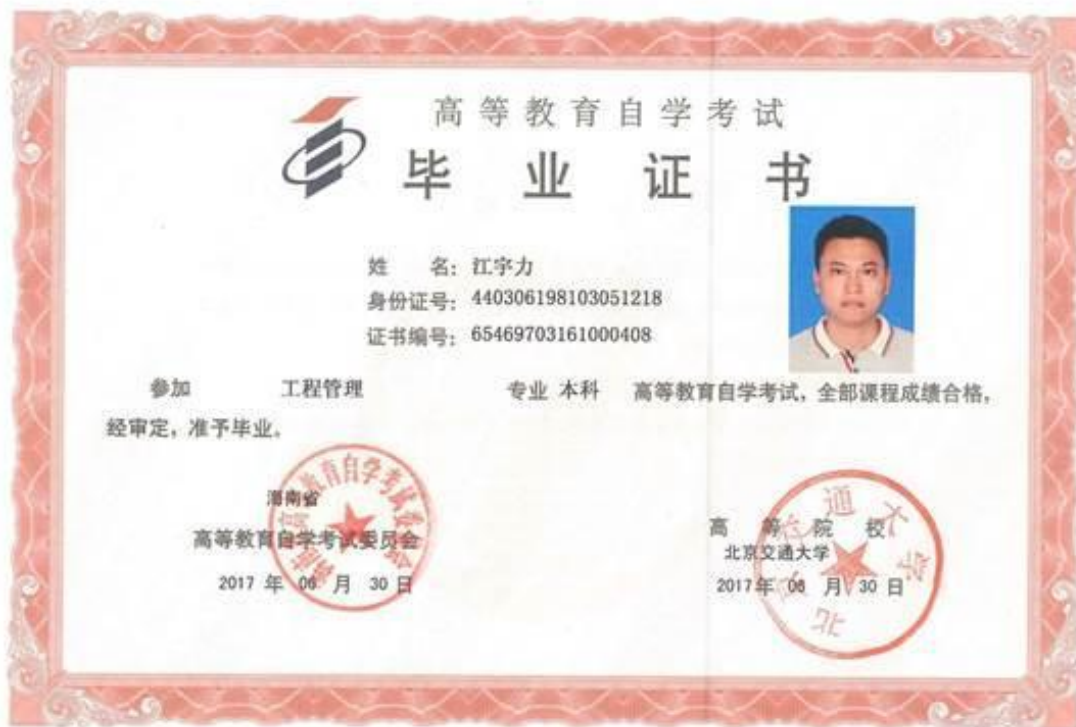 高等教育自学考试
毕业证书
姓 名：江宇力
身份证号：440306198103051218
证书编号：65469703161000408
参加 工程管理 专业 本科 高等教育自学考试，全部课程成绩合格，
经审定，准予毕业。
海南省
高等教育自学考试委员会
2017 年 06 月 30 日
高等院校
北京交通大学
2017 年 06 月 30 日